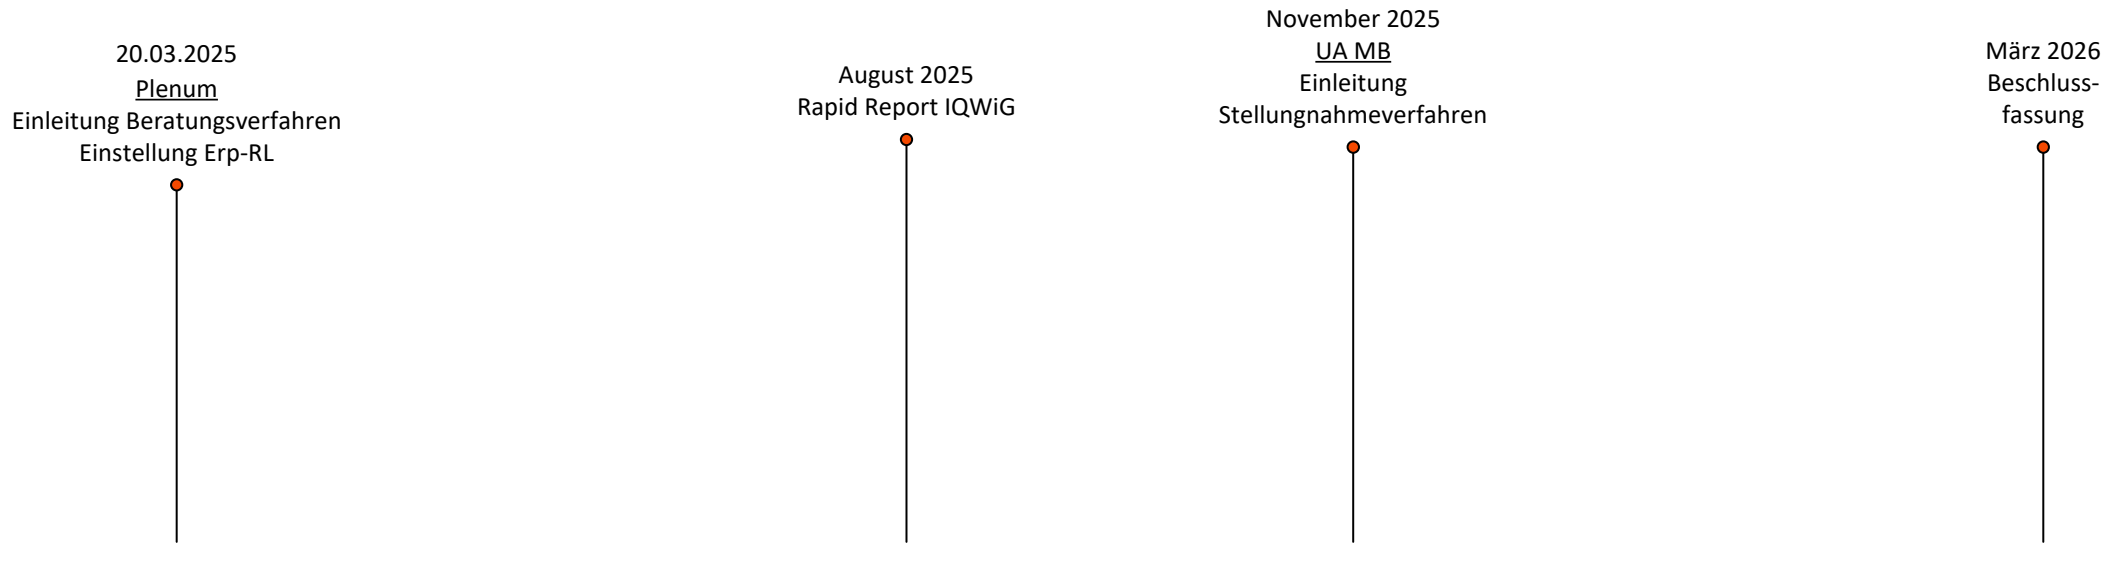 20.03.2025
Plenum
Einleitung Beratungsverfahren
Einstellung Erp-RL
August 2025
Rapid Report IQWiG
November 2025
UA MB
Einleitung
Stellungnahmeverfahren
März 2026
Beschluss-
fassung